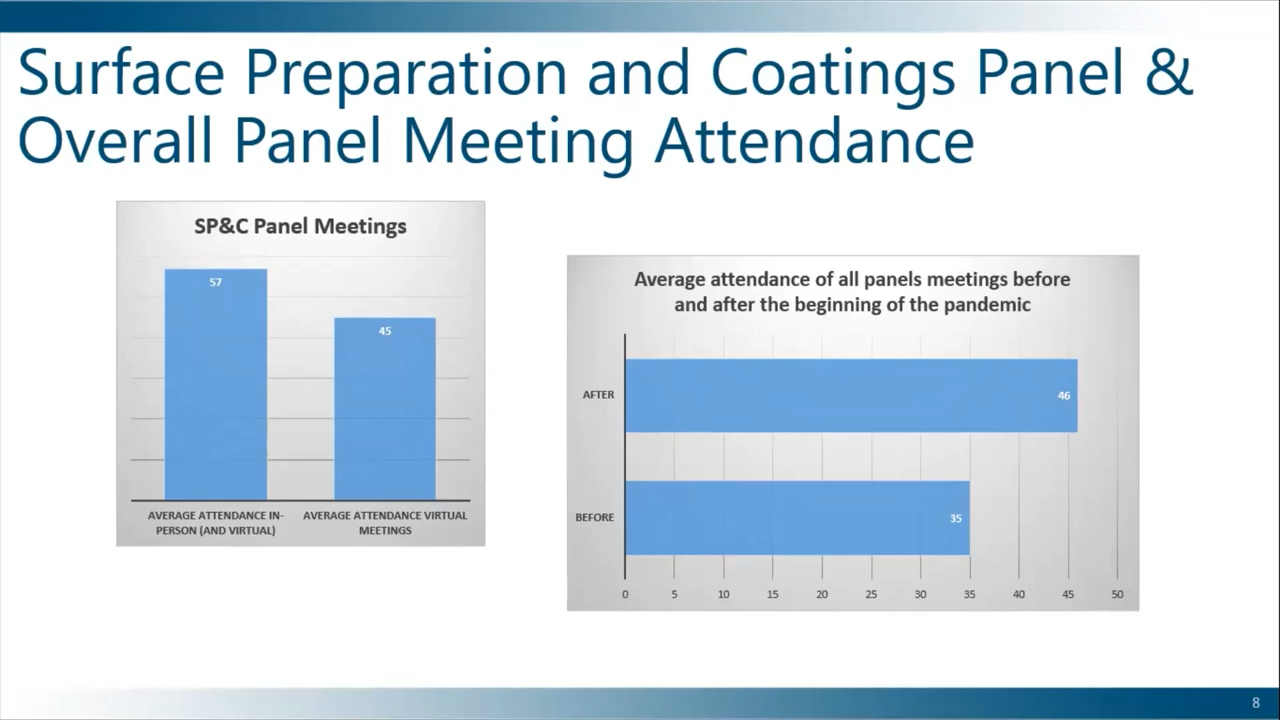 Surface Preparation and Coatings Panel &
Overall Panel Meeting Attendance
SP&C Panel Meetings
57
45
AVERAGE ATTENDANCE IN-
PERSON (AND VIRTUAL)
AVERAGE ATTENDANCE VIRTUAL
MEETINGS
Average attendance of all panels meetings before
and after the beginning of the pandemic
AFTER
46
BEFORE
35
0 5 10 15 20 25 30 35 40 45 50
8